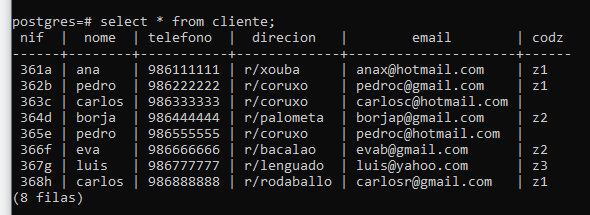 postgres=# select * from cliente;
 nif  |  nome  | telefono  |  direcion   |        email         | codz
------+--------+-----------+-------------+----------------------+------
 361a | ana    | 986111111 | r/xouba     | anax@hotmail.com     | z1
 362b | pedro  | 986222222 | r/coruxo    | pedroc@gmail.com     | z1
 363c | carlos | 986333333 | r/coruxo    | carlosc@hotmail.com  |
 364d | borja  | 986444444 | r/palometa  | borjap@gmail.com     | z2
 365e | pedro  | 986555555 | r/coruxo    | pedroc@hotmail.com   |
 366f | eva    | 986666666 | r/bacalao   | evab@gmail.com       | z2
 367g | luis   | 986777777 | r/lenguado  | luis@yahoo.com       | z3
 368h | carlos | 986888888 | r/rodaballo | carlosr@gmail.com    | z1
(8 filas)